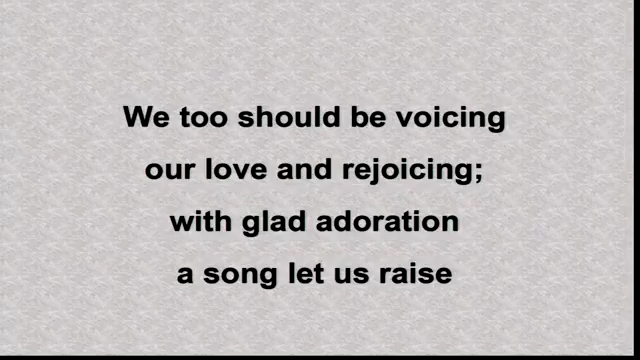 We too should be voicing
our love and rejoicing;
with glad adoration
a song let us raise